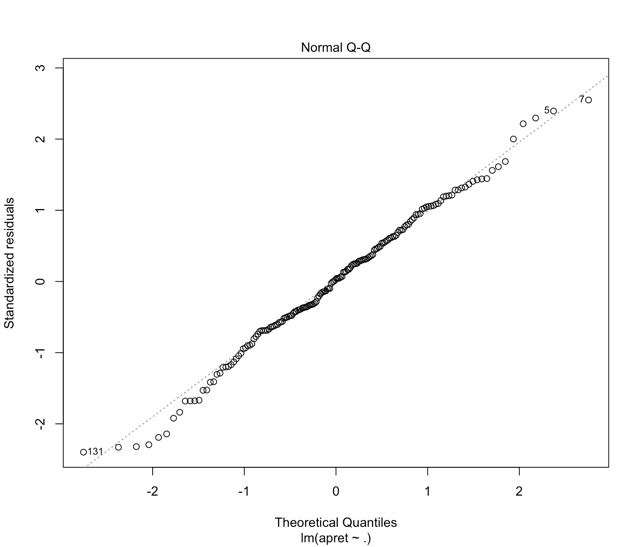 Normal Q-Q
3
2
1
0
-1
-2
Standardized residuals
5
7
131
-2 -1 0 1 2
Theoretical Quantiles
lm(apret ~ .)